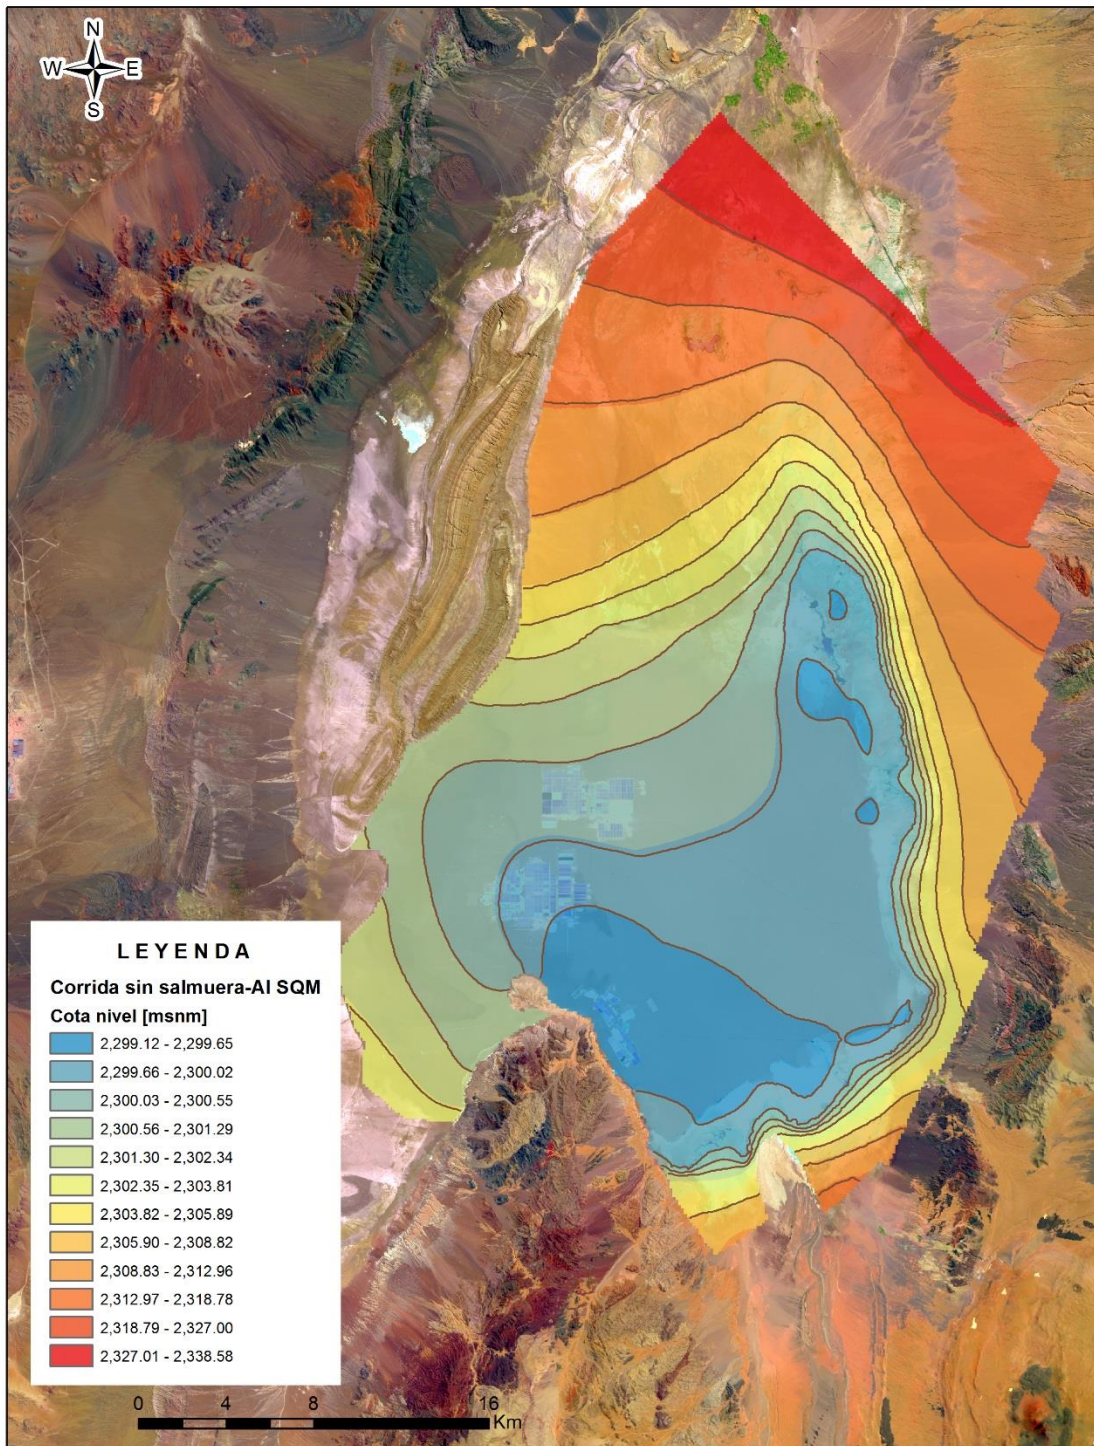 N
W E
S
LEYENDA
Corrida sin salmuera-AI SQM
Cota nivel [msnm]
2,299.12 - 2,299.65
2,299.66 - 2,300.02
2,300.03 - 2,300.55
2,300.56 - 2,301.29
2,301.30 - 2,302.34
2,302.35 - 2,303.81
2,303.82 - 2,305.89
2,305.90 - 2,308.82
2,308.83 - 2,312.96
2,312.97 - 2,318.78
2,318.79 - 2,327.00
2,327.01 - 2,338.58
0 4 8 16
Km